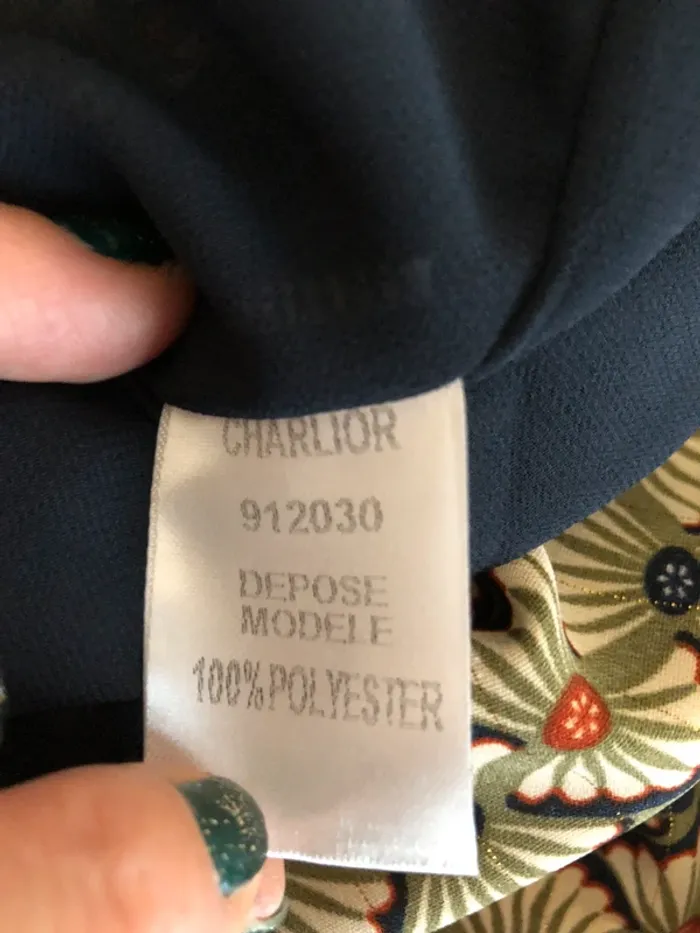 CHARLIOR
912030
DEPOSE
MODELE
100%POLYESTER